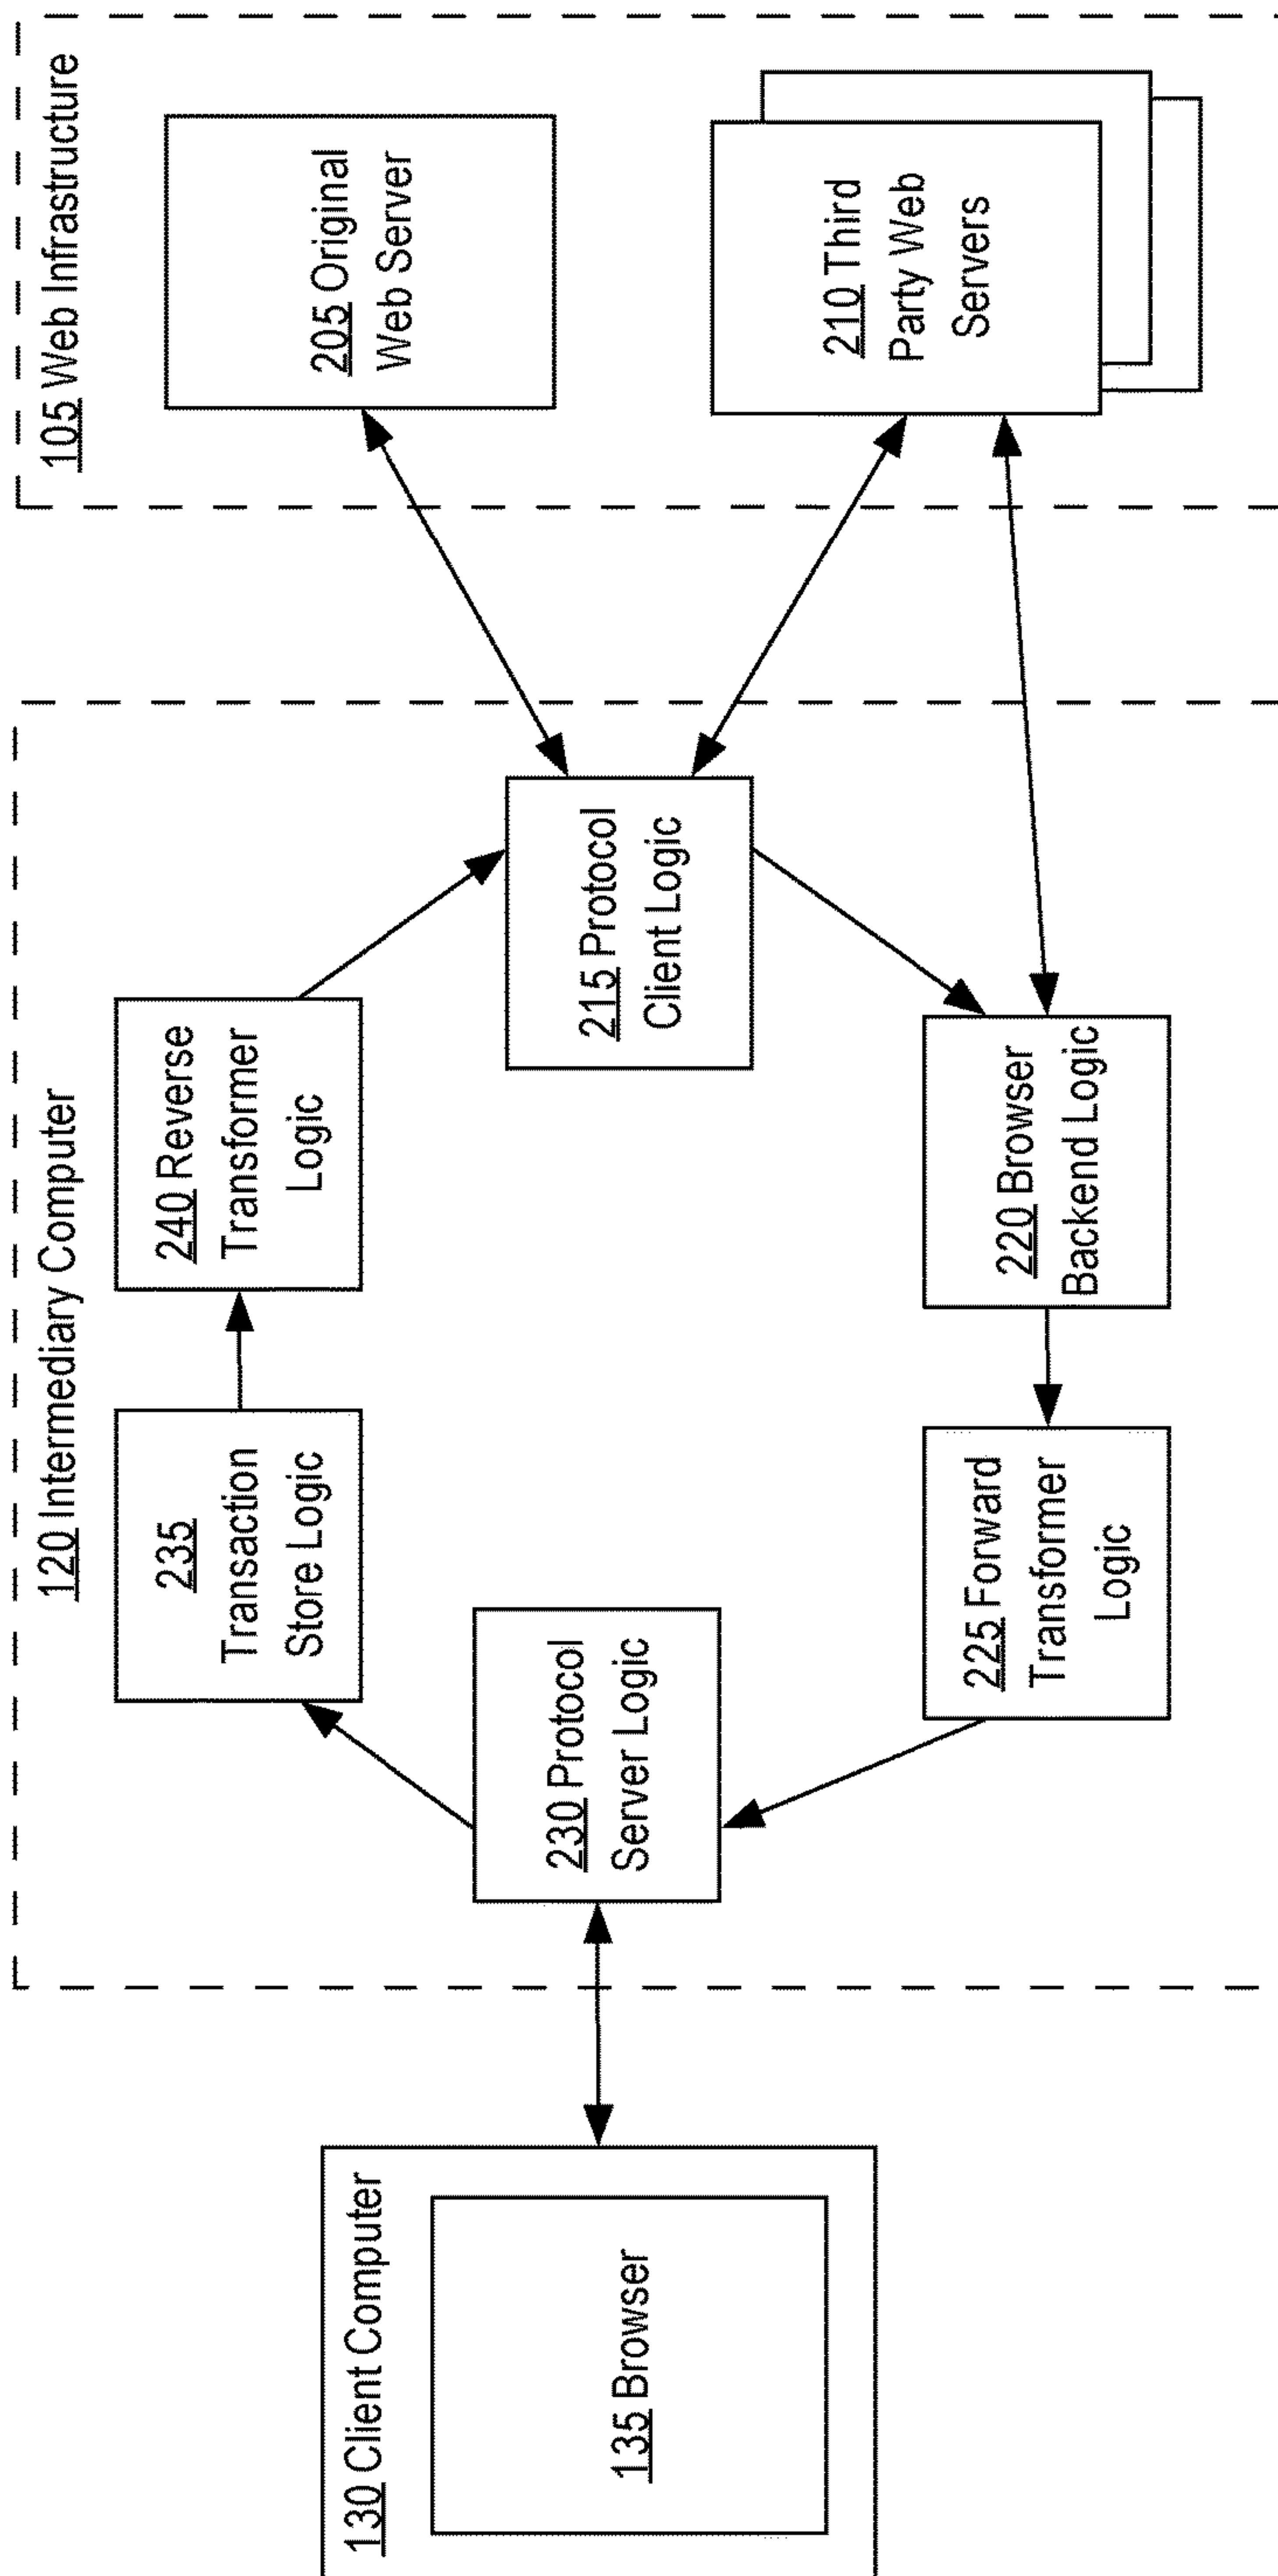 105 Web Infrastructure
205 Original
Web Server
210 Third
Party Web
Servers
120 Intermediary Computer
235
Transaction
Store Logic
240 Reverse
Transformer
Logic
215 Protocol
Client Logic
230 Protocol
Server Logic
225 Forward
Transformer
Logic
220 Browser
Backend Logic
130 Client Computer
135 Browser